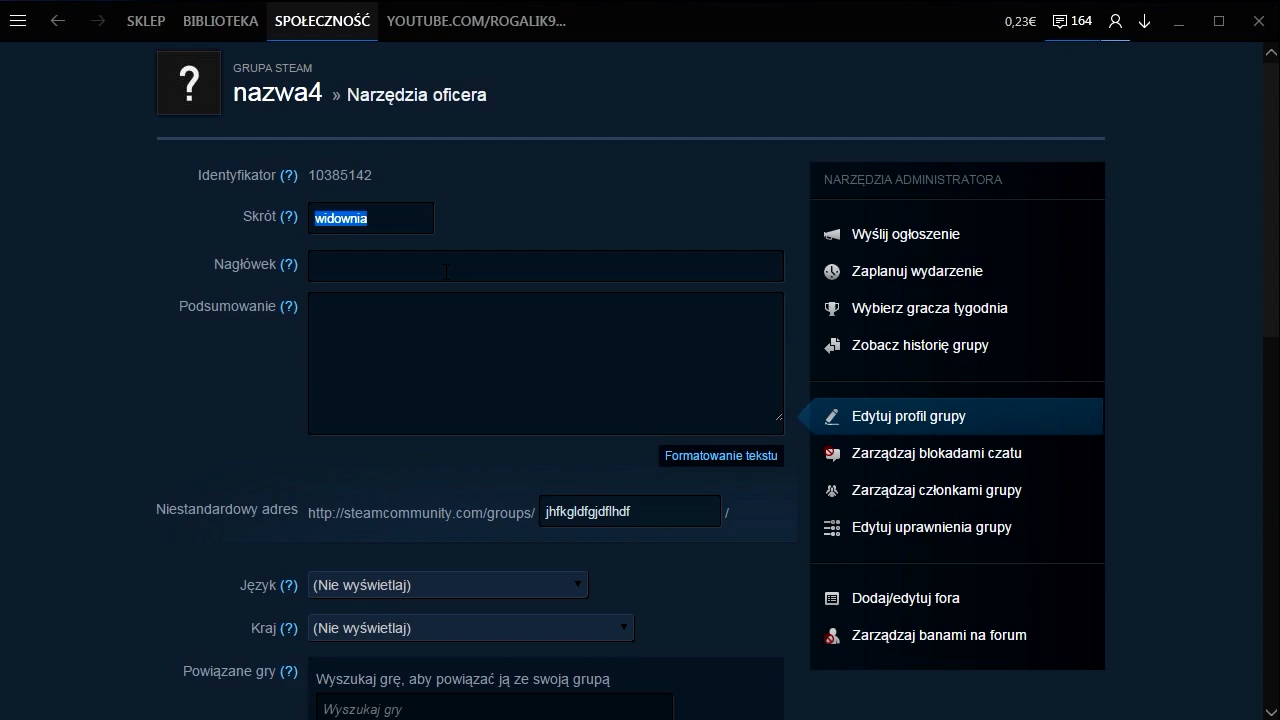 SKLEP BIBLIOTEKA SPOŁECZNOŚĆ YOUTUBE.COM/ROGALIK9... 0,23€ 164
GRUPA STEAM
nazwa4 » Narzędzia oficera
?
Identyfikator (?) 10385142
Skrót (?) widownia
Nagłówek (?)
Podsumowanie (?)
Formatowanie tekstu
Niestandardowy adres http://steamcommunity.com/groups/ jhfkgldfgjdflhdf /
Język (?) (Nie wyświetlaj)
Kraj (?) (Nie wyświetlaj)
Powiązane gry (?) Wyszukaj grę, aby powiązać ją ze swoją grupą
Wyszukaj gry
NARZĘDZIA ADMINISTRATORA
Wyślij ogłoszenie
Zaplanuj wydarzenie
Wybierz gracza tygodnia
Zobacz historię grupy
Edytuj profil grupy
Zarządzaj blokadami czatu
Zarządzaj członkami grupy
Edytuj uprawnienia grupy
Dodaj/edytuj fora
Zarządzaj banami na forum